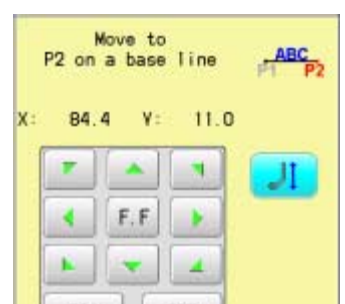 Move to
P2 on a base line
ABC
P1 P2
X: 84.4 Y: 11.0
F.F